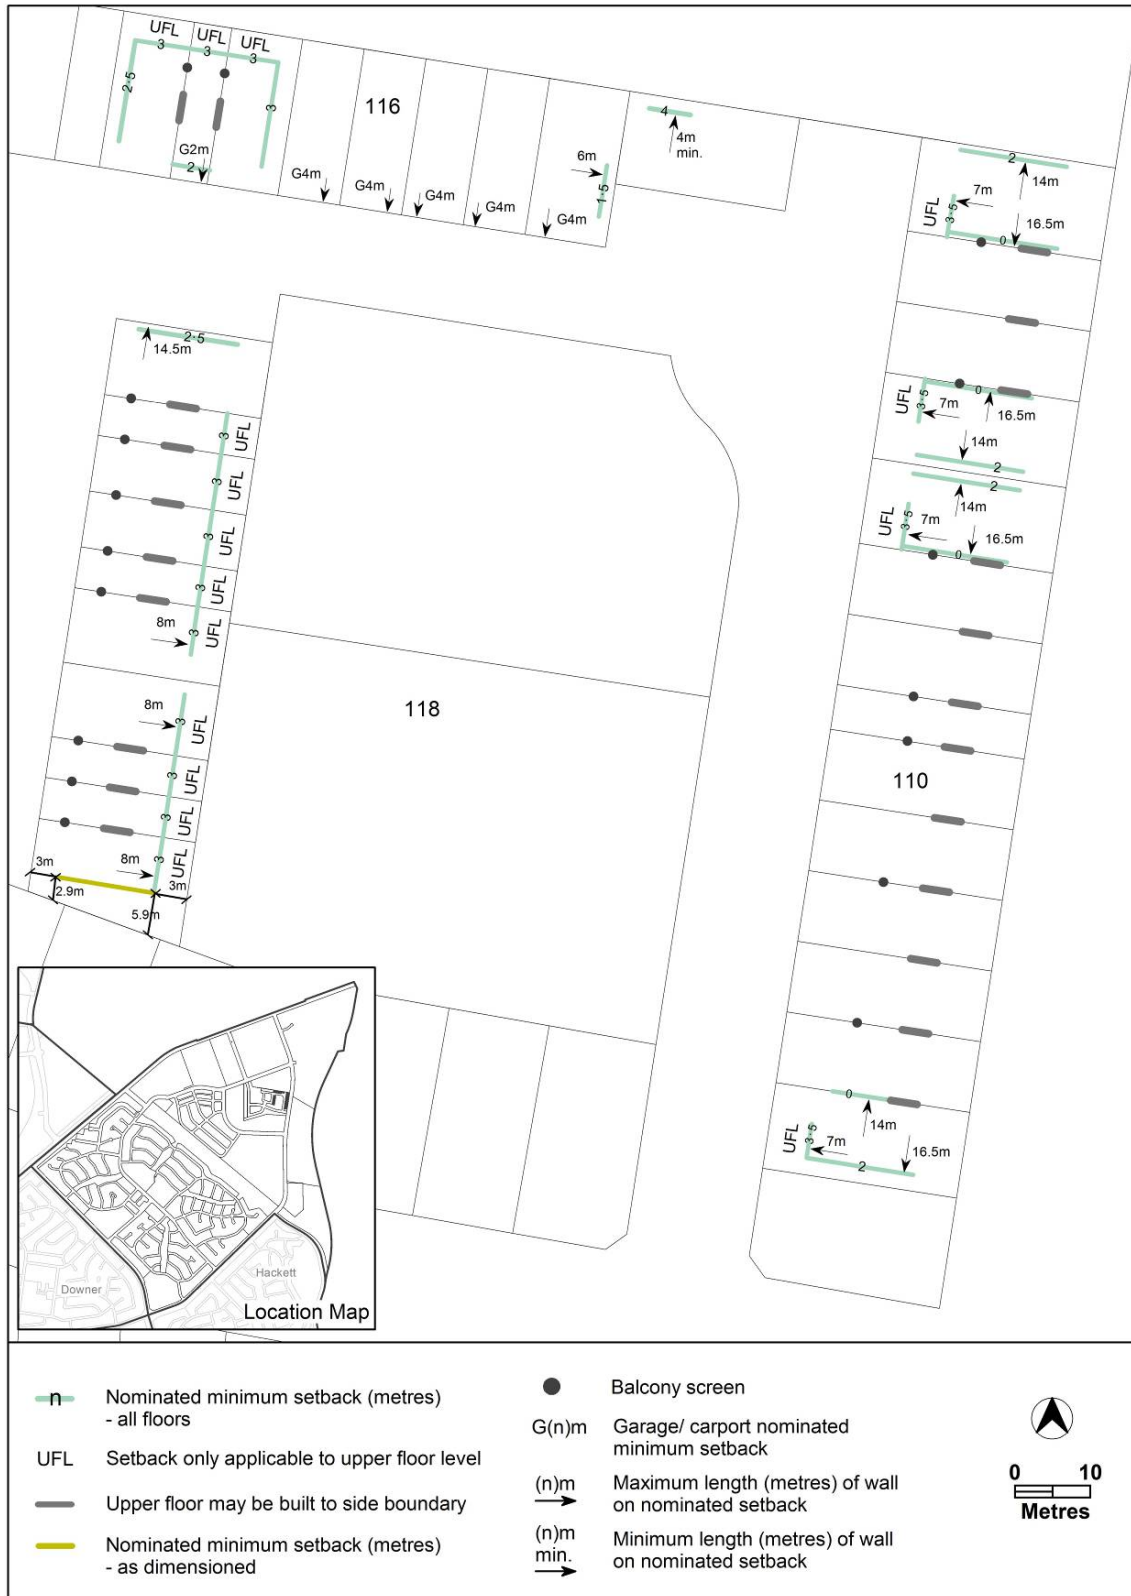 UFL UFL UFL
3 3 3
2·5
3
G2m
2
116
G4m
G4m
G4m
G4m
G4m
6m
1·5
4
4m
min.
2
14m
7m
UFL
3·5
16.5m
0
0
UFL
3·5
7m
16.5m
14m
2
2
14m
UFL
3·5
7m
16.5m
0
110
0
14m
UFL
3·5
7m
16.5m
2
2·5
14.5m
3
UFL
3
UFL
3
UFL
3
UFL
8m
3
UFL
118
8m
3
UFL
3
UFL
3
UFL
8m
3
UFL
3m
3m
2.9m
5.9m
Downer
Hackett
Location Map
n
Nominated minimum setback (metres)
- all floors
UFL
Setback only applicable to upper floor level
Upper floor may be built to side boundary
Nominated minimum setback (metres)
- as dimensioned
Balcony screen
G(n)m
Garage/ carport nominated
minimum setback
(n)m
Maximum length (metres) of wall
on nominated setback
(n)m
min.
Minimum length (metres) of wall
on nominated setback
0 10
Metres